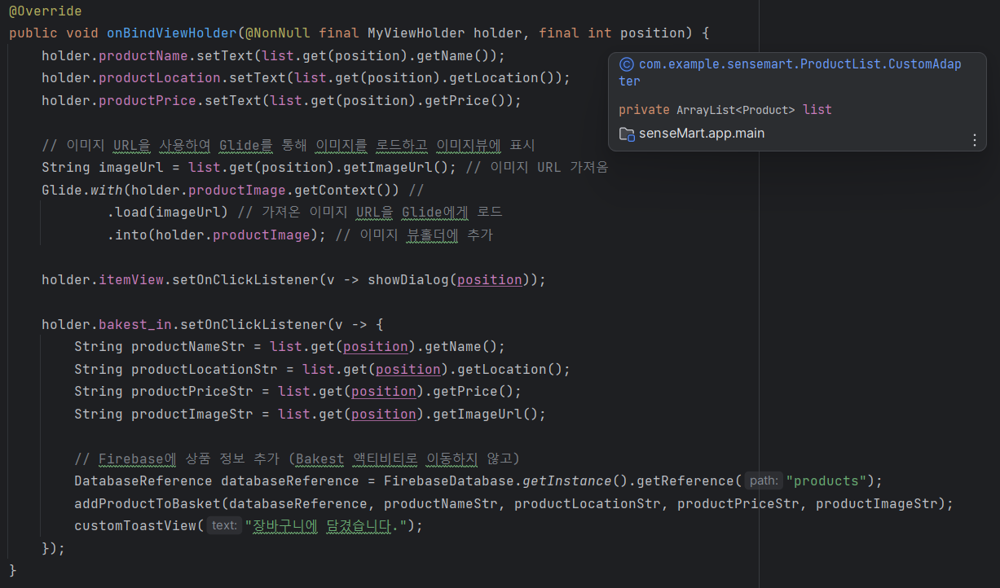 @Override
public void onBindViewHolder(@NonNull final MyViewHolder holder, final int position) {
holder.productName.setText(list.get(position).getName());
holder.productLocation.setText(list.get(position).getLocation());
holder.productPrice.setText(list.get(position).getPrice());
com.example.sensemart.ProductList.CustomAdap
ter
private ArrayList<Product> list
senseMart.app.main
// 이미지 URL을 사용하여 Glide를 통해 이미지를 로드하고 이미지뷰에 표시
String imageUrl = list.get(position).getImageUrl(); // 이미지 URL 가져옴
Glide.with(holder.productImage.getContext()) //
.load(imageUrl) // 가져온 이미지 URL을 Glide에게 로드
.into(holder.productImage); // 이미지 뷰홀더에 추가
holder.itemView.setOnClickListener(v -> showDialog(position));
holder.bakest_in.setOnClickListener(v -> {
String productNameStr = list.get(position).getName();
String productLocationStr = list.get(position).getLocation();
String productPriceStr = list.get(position).getPrice();
String productImageStr = list.get(position).getImageUrl();
// Firebase에 상품 정보 추가 (Bakest 액티비티로 이동하지 않고)
DatabaseReference databaseReference = FirebaseDatabase.getInstance().getReference( path: "products");
addProductToBasket(databaseReference, productNameStr, productLocationStr, productPriceStr, productImageStr);
customToastView( text: "장바구니에 담겼습니다.");
});
}